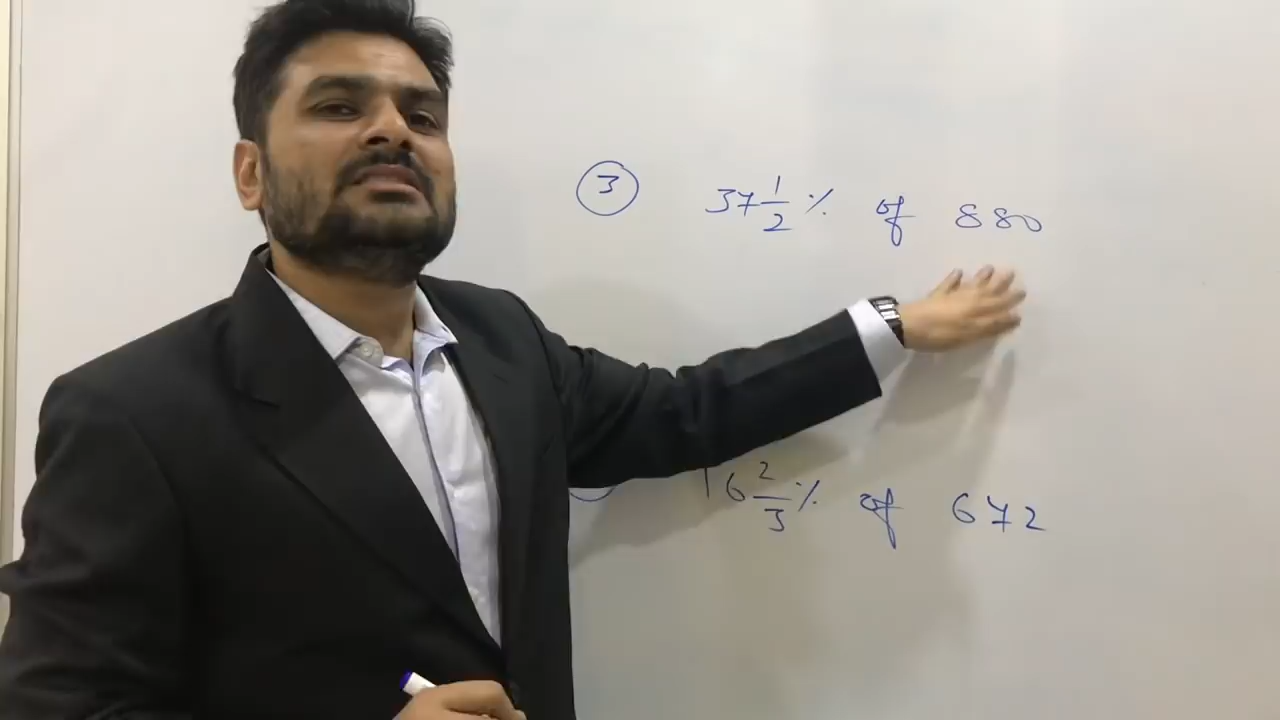 3 37 1/2 % of 880
16 2/3 % of 672